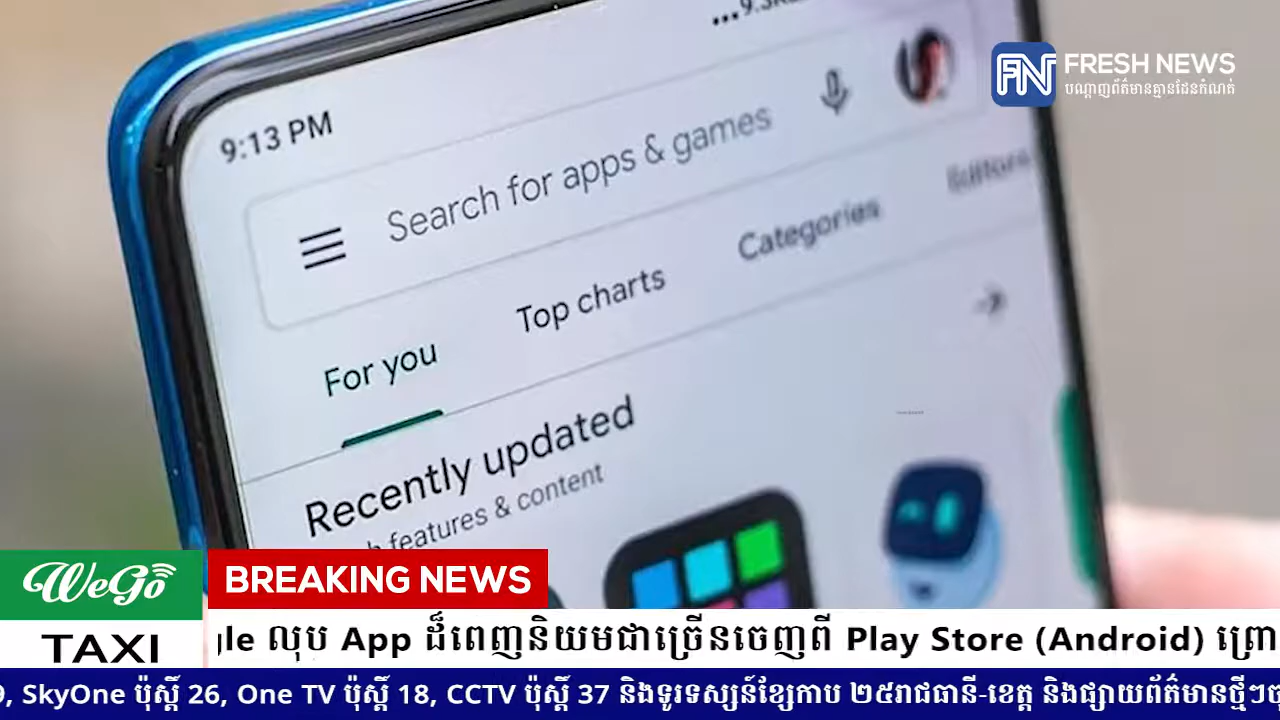 9:13 PM
FRESH NEWS
បណ្ដាញព័ត៌មានគ្មានដែនកំណត់
Search for apps & games
For you
Top charts
Categories
Editors
Recently updated
features & content
WeGo
TAXI
BREAKING NEWS
លុប App ដ៏ពេញនិយមជាច្រើនចេញពី Play Store (Android)
SkyOne ប៉ុស្តិ៍ 26, One TV ប៉ុស្តិ៍ 18, CCTV ប៉ុស្តិ៍ 37 និងទូរទស្សន៍ខ្សែកាប ២៥រាជធានី-ខេត្ត និងផ្សាយព័ត៌មានថ្មីៗ